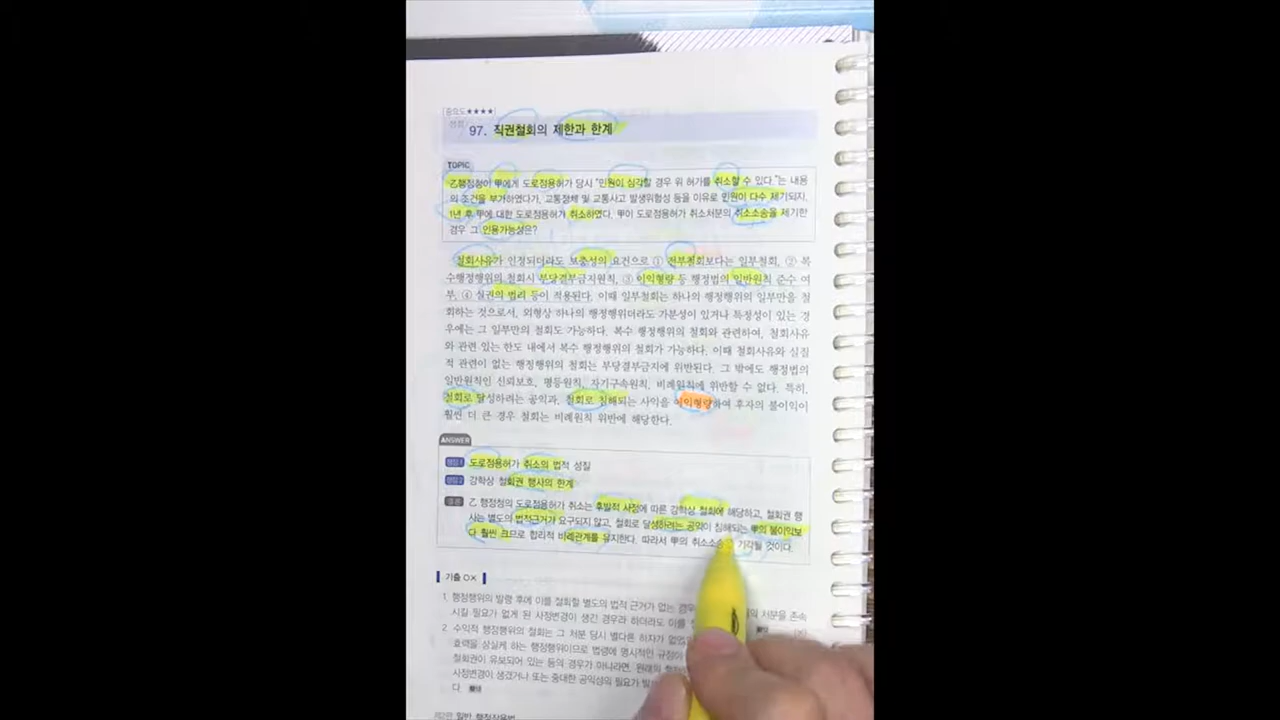 중요도★★★★
쟁점
97. 직권철회의 제한과 한계
TOPIC
乙행정청이 甲에게 도로점용허가 당시 "민원이 심각할 경우 위 허가를 취소할 수 있다."는 내용
의 조건을 부가하였다가, 교통정체 및 교통사고 발생위험성 등을 이유로 민원이 다수 제기되자,
1년 후 甲에 대한 도로점용허가 취소하였다. 甲이 도로점용허가 취소처분의 취소소송을 제기한
경우 그 인용가능성은?
철회사유가 인정되더라도 보충성의 요건으로 ① 전부철회보다는 일부철회, ② 복
수행정행위의 철회시 부당결부금지원칙, ③ 이익형량 등 행정법의 일반원칙 준수 여
부, ④ 실권의 법리 등이 적용된다. 이때 일부철회는 하나의 행정행위의 일부만을 철
회하는 것으로서, 외형상 하나의 행정행위더라도 가분성이 있거나 특정성이 있는 경
우에는 그 일부만의 철회도 가능하다. 복수 행정행위의 철회와 관련하여, 철회사유
와 관련 있는 한도 내에서 복수 행정행위의 철회가 가능하다. 이때 철회사유와 실질
적 관련이 없는 행정행위의 철회는 부당결부금지에 위반된다. 그 밖에도 행정법의
일반원칙인 신뢰보호, 평등원칙, 자기구속원칙, 비례원칙에 위반할 수 없다. 특히,
철회로 달성하려는 공익과, 철회로 침해되는 사익을 이익형량하여 후자의 불이익이
훨씬 더 큰 경우 철회는 비례원칙 위반에 해당한다.
ANSWER
쟁점1 도로점용허가 취소의 법적 성질
쟁점2 강학상 철회권 행사의 한계
결론 乙 행정청의 도로점용허가 취소는 후발적 사정에 따른 강학상 철회에 해당하고, 철회권 행
사는 별도의 법적근거가 요구되지 않고, 철회로 달성하려는 공익이 침해되는 甲의 불이익보
다 훨씬 크므로 합리적 비례관계를 유지한다. 따라서 甲의 취소소송 기각될 것이다.
기출 O×
1. 행정행위의 발령 후에 이를 철회할 별도의 법적 근거가 없는 경우 의 처분을 존속
시킬 필요가 없게 된 사정변경이 생긴 경우라 하더라도 이를
2. 수익적 행정행위의 철회는 그 처분 당시 별다른 하자가 없었
효력을 상실케 하는 행정행위이므로 법령에 명시적인 규정이
철회권이 유보되어 있는 등의 경우가 아니라면, 원래의
사정변경이 생겼거나 또는 중대한 공익상의 필요가 발
다.
제2편 일반 행정작용법